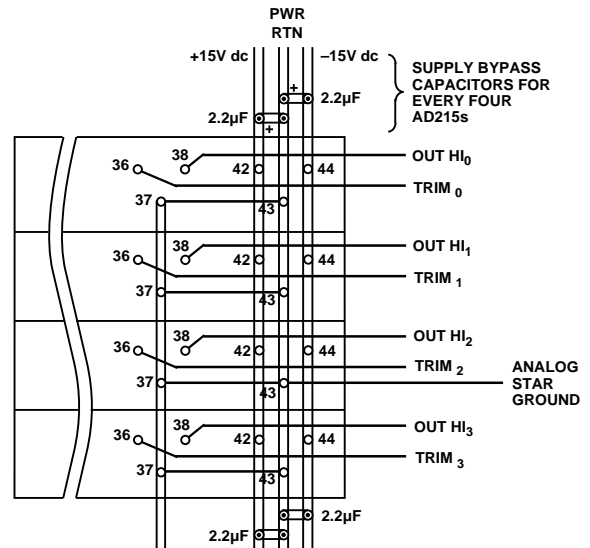 PWR
RTN
+15V dc
–15V dc
SUPPLY BYPASS
CAPACITORS FOR
EVERY FOUR
AD215s
+
2.2µF
2.2µF
+
38
OUT HI0
36
42
44
TRIM 0
37
43
38
OUT HI1
36
42
44
TRIM 1
37
43
38
OUT HI2
36
42
44
TRIM 2
37
43
ANALOG
STAR
GROUND
38
OUT HI3
36
42
44
TRIM 3
37
43
2.2µF
2.2µF